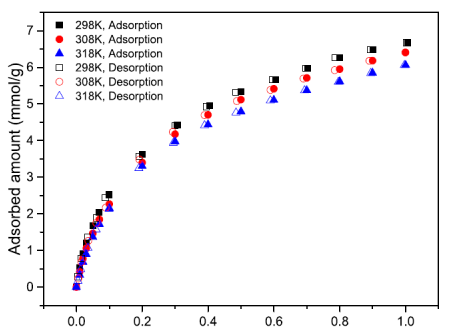 298K, Adsorption
308K, Adsorption
318K, Adsorption
298K, Desorption
308K, Desorption
318K, Desorption
Adsorbed amount (mmol/g)
7
6
5
4
3
2
1
0
0.0 0.2 0.4 0.6 0.8 1.0